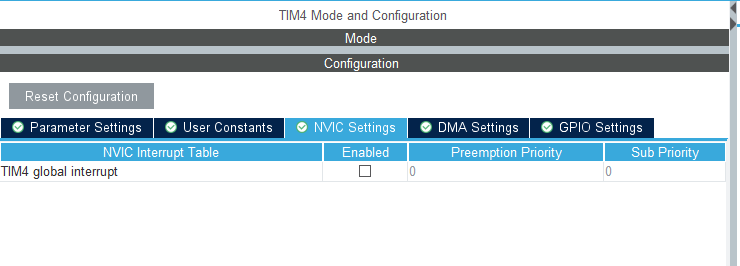 TIM4 Mode and Configuration
Mode
Configuration
Reset Configuration
Parameter Settings User Constants NVIC Settings DMA Settings GPIO Settings
NVIC Interrupt Table Enabled Preemption Priority Sub Priority
TIM4 global interrupt 0 0